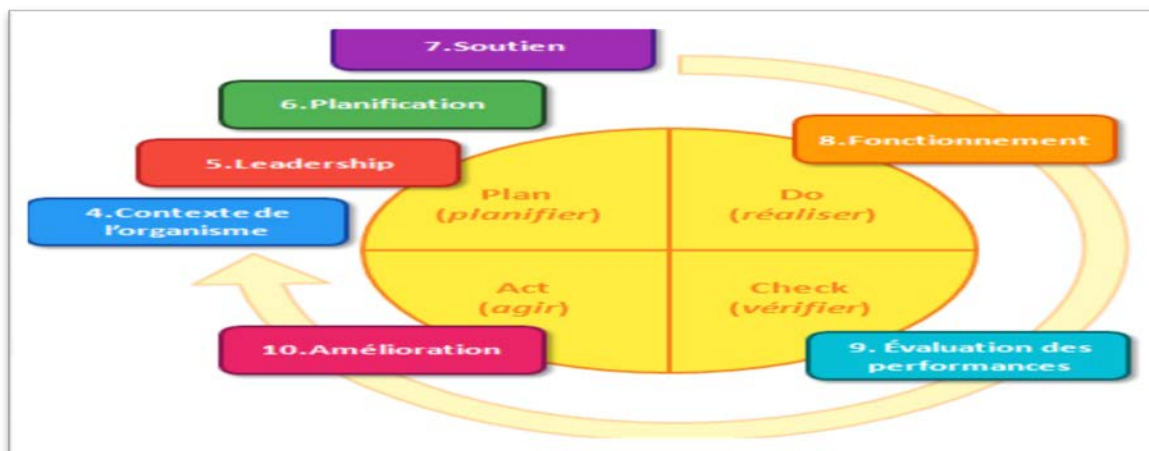 7.Soutien
6.Planification
8.Fonctionnement
5.Leadership
Plan
(planifier)
Do
(réaliser)
4.Contexte de
l'organisme
Act
(agir)
Check
(vérifier)
10.Amélioration
9. Évaluation des
performances